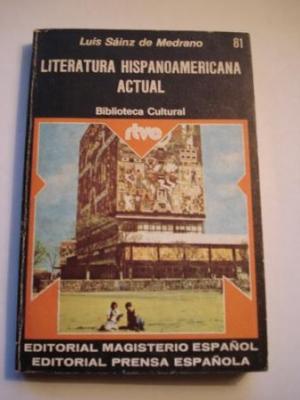 Luis Sáinz de Medrano 81
LITERATURA HISPANOAMERICANA
ACTUAL
Biblioteca Cultural
rtve
EDITORIAL MAGISTERIO ESPAÑOL
EDITORIAL PRENSA ESPAÑOLA